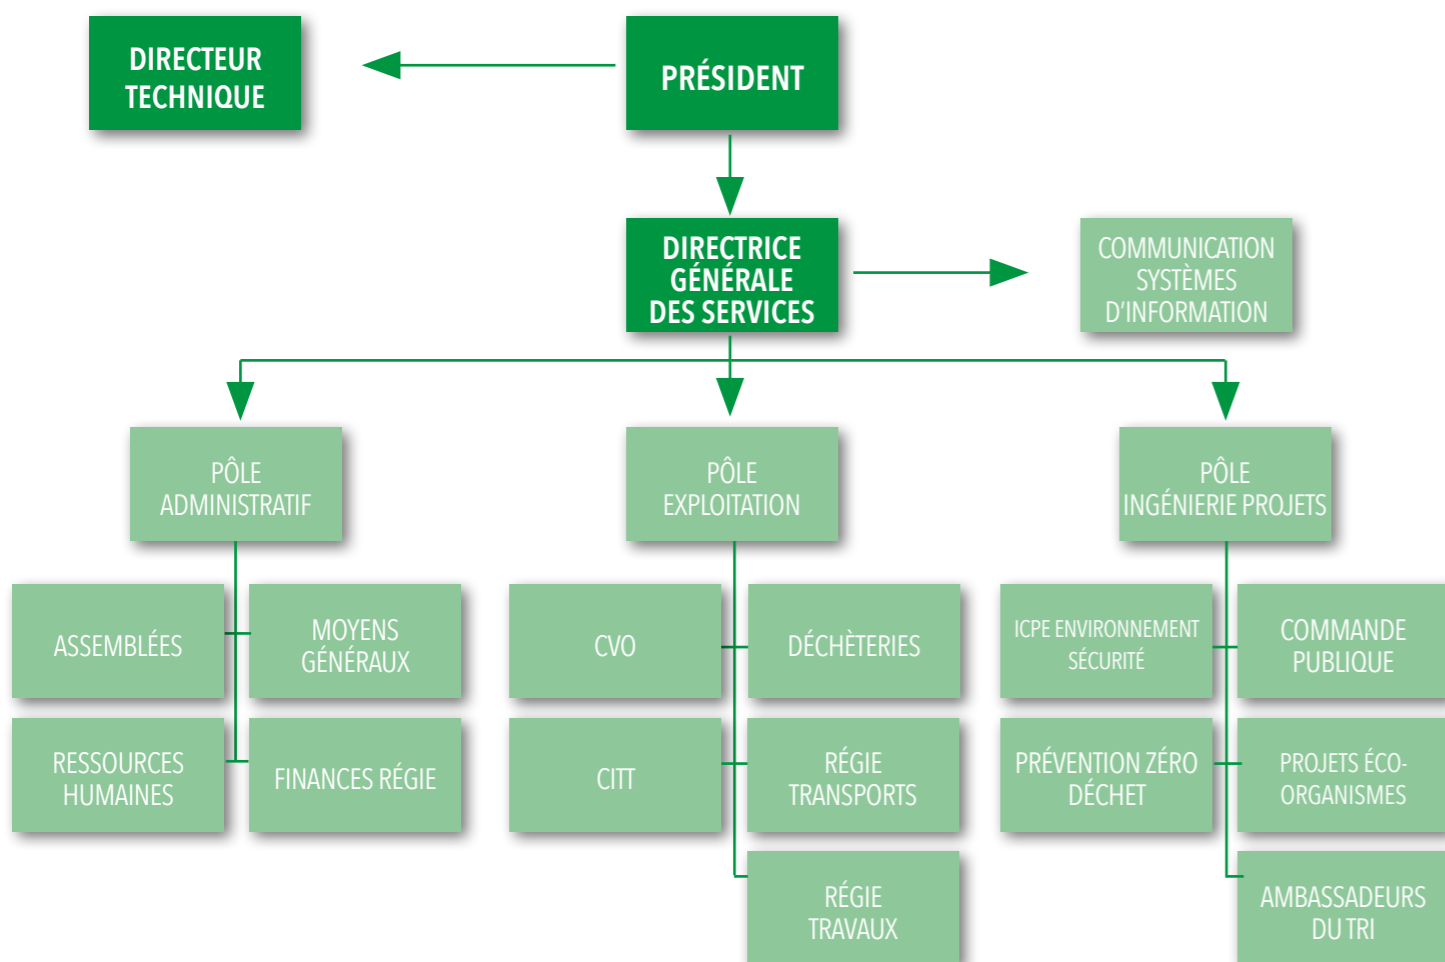 DIRECTEUR
TECHNIQUE
PRÉSIDENT
DIRECTRICE
GÉNÉRALE
DES SERVICES
COMMUNICATION
SYSTÈMES
D'INFORMATION
PÔLE
ADMINISTRATIF
PÔLE
EXPLOITATION
PÔLE
INGÉNIERIE PROJETS
ASSEMBLÉES
MOYENS
GÉNÉRAUX
CVO
DÉCHÈTERIES
ICPE ENVIRONNEMENT
SÉCURITÉ
COMMANDE
PUBLIQUE
RESSOURCES
HUMAINES
FINANCES RÉGIE
CITT
RÉGIE
TRANSPORTS
PRÉVENTION ZÉRO
DÉCHET
PROJETS ÉCO-
ORGANISMES
RÉGIE
TRAVAUX
AMBASSADEURS
DU TRI